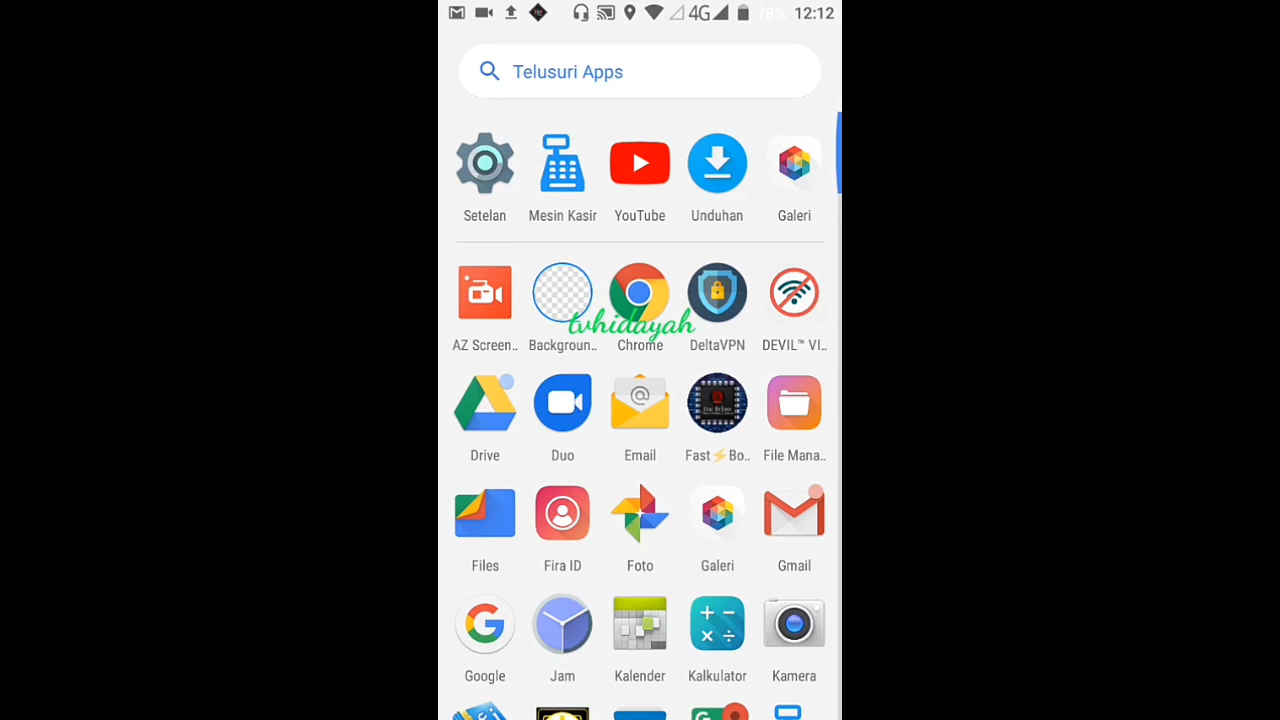 78% 12:12
4G
Telusuri Apps
Setelan Mesin Kasir YouTube Unduhan Galeri
tvhidayah
AZ Screen.. Backgroun.. Chrome DeltaVPN DEVIL™ VI..
@
Drive Duo Email Fast⚡Bo.. File Mana..
Files Fira ID Foto Galeri Gmail
Google Jam Kalender Kalkulator Kamera